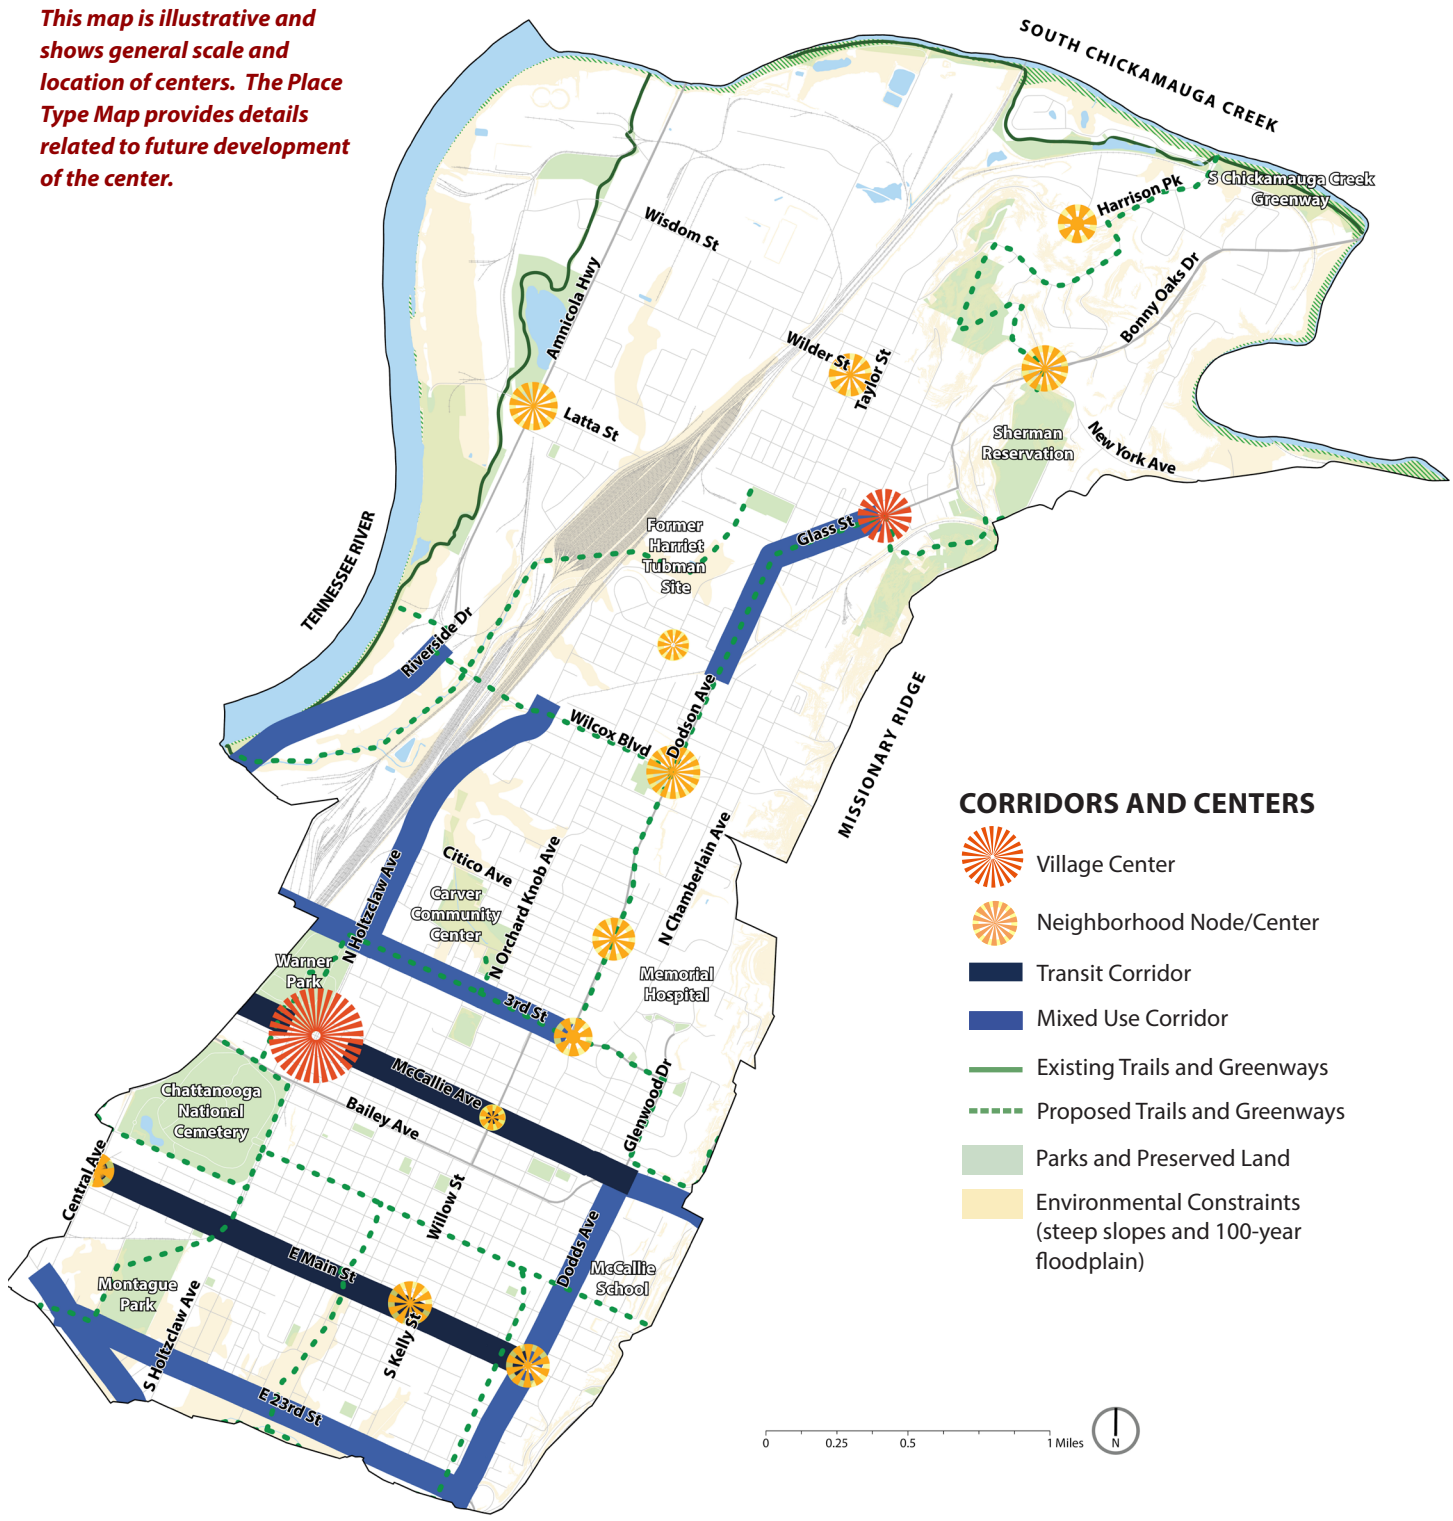 This map is illustrative and
shows general scale and
location of centers.  The Place
Type Map provides details
related to future development
of the center.
SOUTH CHICKAMAUGA CREEK
S Chickamauga Creek
Greenway
Harrison Pk
Wisdom St
Bonny Oaks Dr
Amnicola Hwy
Wilder St
Taylor St
Latta St
Sherman
Reservation
New York Ave
TENNESSEE RIVER
Glass St
Former
Harriet
Tubman
Site
Riverside Dr
MISSIONARY RIDGE
Dodson Ave
Wilcox Blvd
CORRIDORS AND CENTERS
Village Center
Neighborhood Node/Center
Transit Corridor
Mixed Use Corridor
Existing Trails and Greenways
Proposed Trails and Greenways
Parks and Preserved Land
Environmental Constraints
(steep slopes and 100-year
floodplain)
N Chamberlain Ave
Citico Ave
N Orchard Knob Ave
N Holtzclaw Ave
Carver
Community
Center
Warner
Park
Memorial
Hospital
3rd St
McCallie Ave
Glenwood Dr
Chattanooga
National
Cemetery
Bailey Ave
Central Ave
Willow St
Dodds Ave
E Main St
McCallie
School
Montague
Park
S Holtzclaw Ave
S Kelly St
E 23rd St
0 0.25 0.5 1 Miles
N